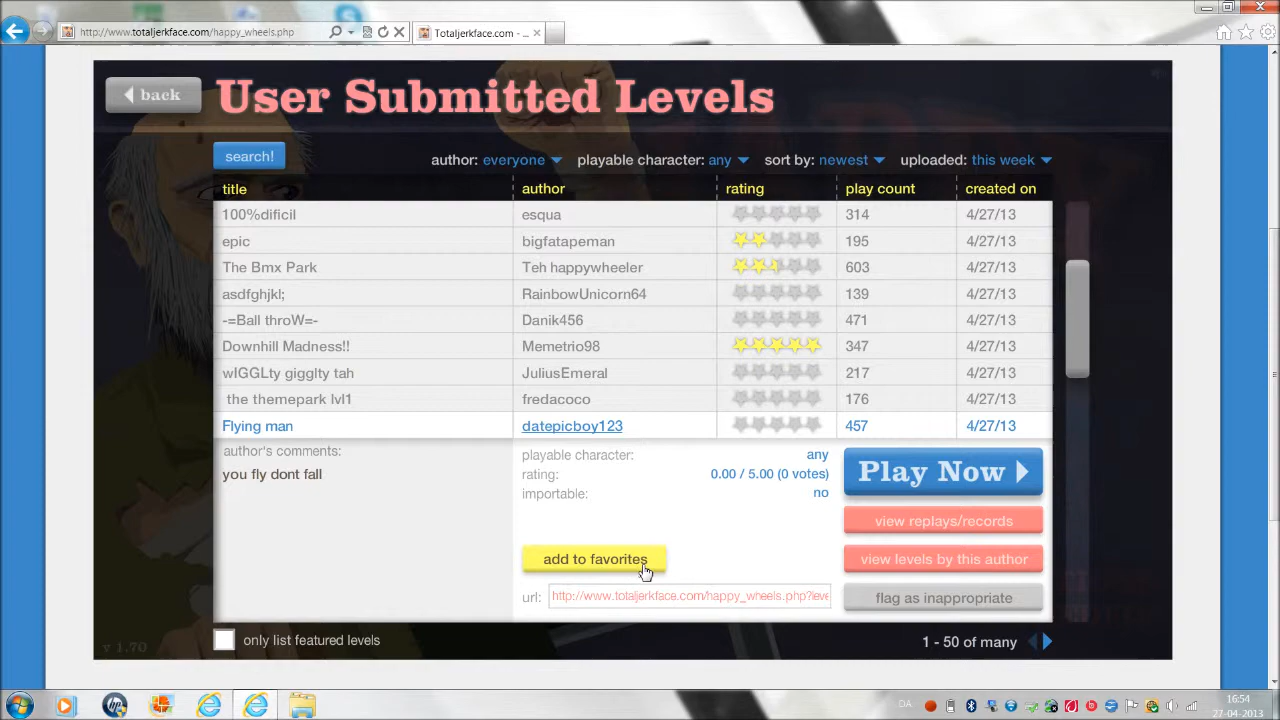 http://www.totaljerkface.com/happy_wheels.php
Totaljerkface.com - ...
back
User Submitted Levels
search!
author: everyone playable character: any sort by: newest uploaded: this week
title author rating play count created on
100%dificil esqua 314 4/27/13
epic bigfatapeman 195 4/27/13
The Bmx Park Teh happywheeler 603 4/27/13
asdfghjkl; RainbowUnicorn64 139 4/27/13
-=Ball throW=- Danik456 471 4/27/13
Downhill Madness!! Memetrio98 347 4/27/13
wIGGLty gigglty tah JuliusEmeral 217 4/27/13
the themepark lvl1 fredacoco 176 4/27/13
Flying man datepicboy123 457 4/27/13
author's comments:
you fly dont fall
playable character: any
rating: 0.00 / 5.00 (0 votes)
importable: no
add to favorites
url: http://www.totaljerkface.com/happy_wheels.php?leve
Play Now
view replays/records
view levels by this author
flag as inappropriate
only list featured levels
1 - 50 of many
v 1.70
DA
16:54
27-04-2013